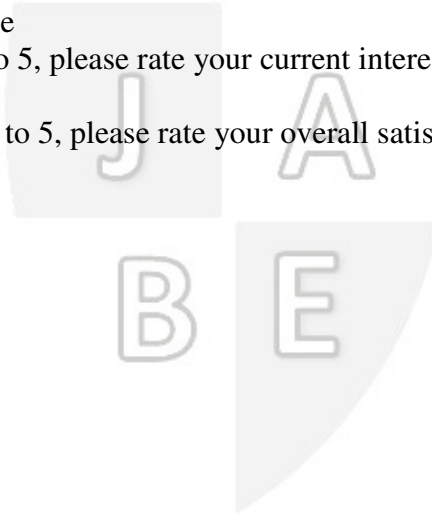 e
o 5, please rate your current intere
to 5, please rate your overall satis
J A
B E